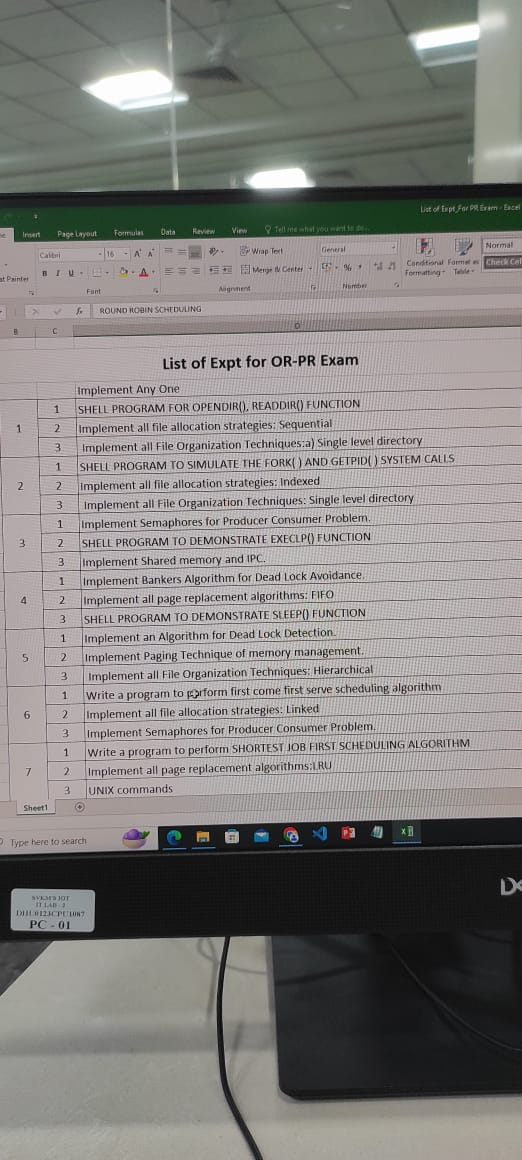 List of Expt_For PR Exam - Excel
Insert Page Layout Formulas Data Review View Tell me what you want to do...
Calibri 16 A A Wrap Text General Normal
B I U A Merge & Center % Conditional Format as Check Cel
Painter Formatting Table
Font Alignment Number
fx ROUND ROBIN SCHEDULING
B C D
List of Expt for OR-PR Exam
Implement Any One
1 SHELL PROGRAM FOR OPENDIR(), READDIR() FUNCTION
1 2 Implement all file allocation strategies: Sequential
3 Implement all File Organization Techniques:a) Single level directory
1 SHELL PROGRAM TO SIMULATE THE FORK( ) AND GETPID( ) SYSTEM CALLS
2 2 Implement all file allocation strategies: Indexed
3 Implement all File Organization Techniques: Single level directory
1 Implement Semaphores for Producer Consumer Problem.
3 2 SHELL PROGRAM TO DEMONSTRATE EXECLP() FUNCTION
3 Implement Shared memory and IPC.
1 Implement Bankers Algorithm for Dead Lock Avoidance.
4 2 Implement all page replacement algorithms: FIFO
3 SHELL PROGRAM TO DEMONSTRATE SLEEP() FUNCTION
1 Implement an Algorithm for Dead Lock Detection.
5 2 Implement Paging Technique of memory management.
3 Implement all File Organization Techniques: Hierarchical
1 Write a program to perform first come first serve scheduling algorithm
6 2 Implement all file allocation strategies: Linked
3 Implement Semaphores for Producer Consumer Problem.
1 Write a program to perform SHORTEST JOB FIRST SCHEDULING ALGORITHM
7 2 Implement all page replacement algorithms:LRU
3 UNIX commands
Sheet1
Type here to search
SVKM'S IOT
IT LAB - 2
DHU0123CPU1087
PC - 01